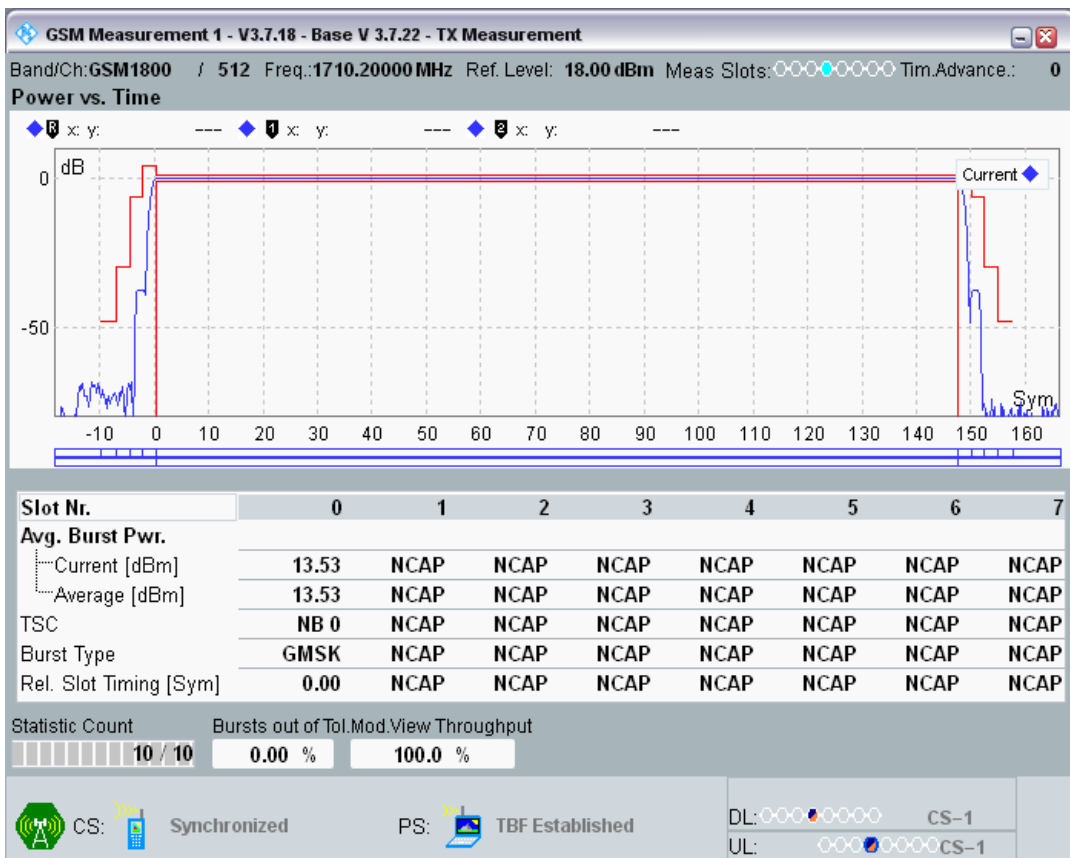 GSM Measurement 1 - V3.7.18 - Base V 3.7.22 - TX Measurement
Band/Ch:GSM1800 / 512 Freq.:1710.20000 MHz Ref. Level: 18.00 dBm Meas Slots: Tim.Advance.: 0
Power vs. Time
R x: y: --- 1 x: y: --- 2 x: y: ---
dB
Current
0
-50
Sym
-10 0 10 20 30 40 50 60 70 80 90 100 110 120 130 140 150 160
Slot Nr. 0 1 2 3 4 5 6 7
Avg. Burst Pwr.
Current [dBm] 13.53 NCAP NCAP NCAP NCAP NCAP NCAP NCAP
Average [dBm] 13.53 NCAP NCAP NCAP NCAP NCAP NCAP NCAP
TSC NB 0 NCAP NCAP NCAP NCAP NCAP NCAP NCAP
Burst Type GMSK NCAP NCAP NCAP NCAP NCAP NCAP NCAP
Rel. Slot Timing [Sym] 0.00 NCAP NCAP NCAP NCAP NCAP NCAP NCAP
Statistic Count Bursts out of Tol.Mod.View Throughput
10 / 10 0.00 % 100.0 %
CS: Synchronized PS: TBF Established
DL: CS-1
UL: CS-1